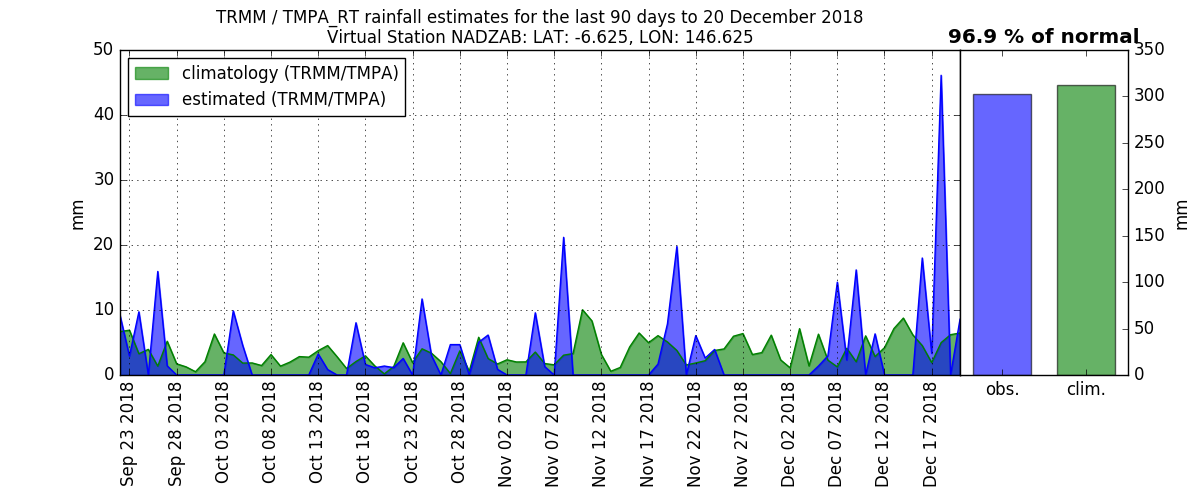 TRMM / TMPA_RT rainfall estimates for the last 90 days to 20 December 2018
Virtual Station NADZAB: LAT: -6.625, LON: 146.625
96.9 % of normal
climatology (TRMM/TMPA)
estimated (TRMM/TMPA)
50
40
30
20
10
0
mm
350
300
250
200
150
100
50
0
mm
Sep 23 2018
Sep 28 2018
Oct 03 2018
Oct 08 2018
Oct 13 2018
Oct 18 2018
Oct 23 2018
Oct 28 2018
Nov 02 2018
Nov 07 2018
Nov 12 2018
Nov 17 2018
Nov 22 2018
Nov 27 2018
Dec 02 2018
Dec 07 2018
Dec 12 2018
Dec 17 2018
obs.
clim.